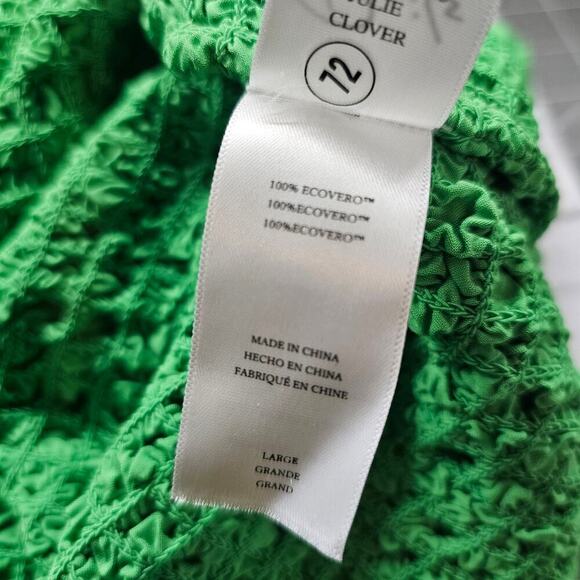 JULIE
CLOVER
12
100% ECOVERO™
100%ECOVERO™
100%ECOVERO™
MADE IN CHINA
HECHO EN CHINA
FABRIQUÉ EN CHINE
LARGE
GRANDE
GRAND